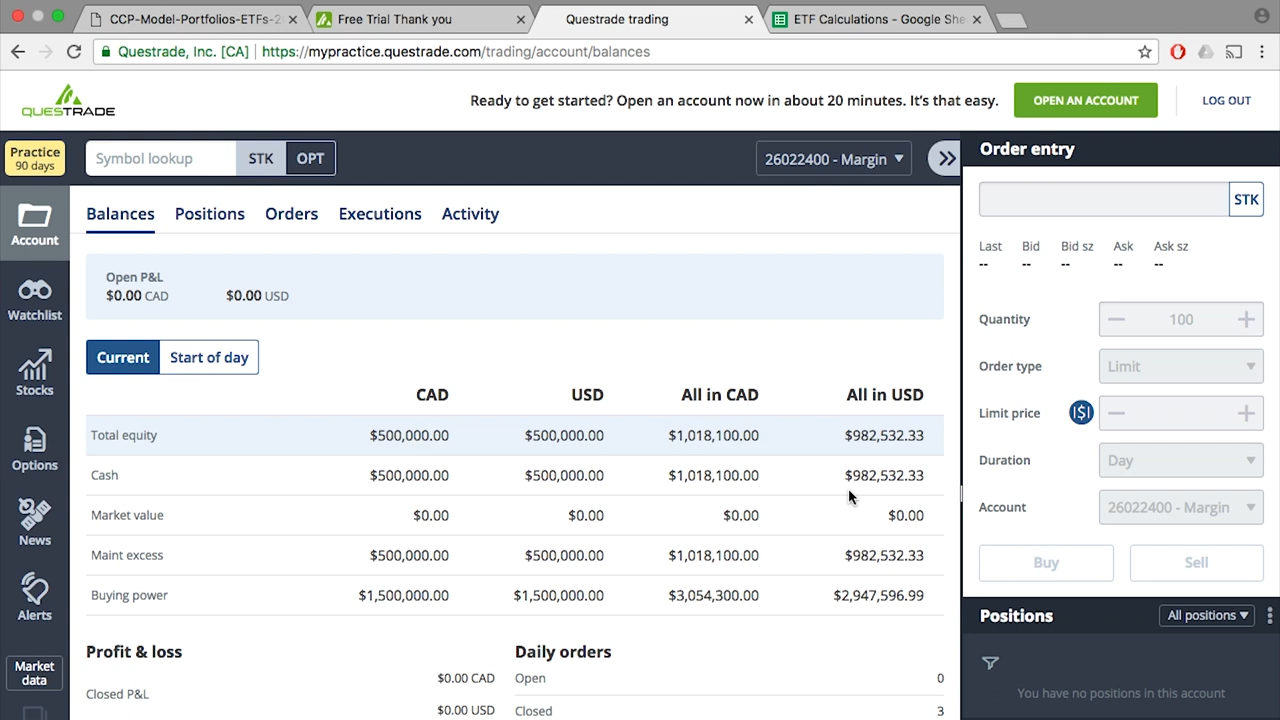 CCP-Model-Portfolios-ETFs-2
Free Trial Thank you
Questrade trading
ETF Calculations - Google She
Questrade, Inc. [CA] | https://mypractice.questrade.com/trading/account/balances
QUESTRADE
Ready to get started? Open an account now in about 20 minutes. It's that easy.
OPEN AN ACCOUNT
LOG OUT
Practice
90 days
Symbol lookup
STK
OPT
26022400 - Margin
Account
Watchlist
Stocks
Options
News
Alerts
Market
data
Balances Positions Orders Executions Activity
Open P&L
$0.00 CAD $0.00 USD
Current Start of day
CAD USD All in CAD All in USD
Total equity $500,000.00 $500,000.00 $1,018,100.00 $982,532.33
Cash $500,000.00 $500,000.00 $1,018,100.00 $982,532.33
Market value $0.00 $0.00 $0.00 $0.00
Maint excess $500,000.00 $500,000.00 $1,018,100.00 $982,532.33
Buying power $1,500,000.00 $1,500,000.00 $3,054,300.00 $2,947,596.99
Profit & loss
Closed P&L $0.00 CAD
$0.00 USD
Daily orders
Open 0
Closed 3
Order entry
STK
Last Bid Bid sz Ask Ask sz
-- -- -- -- --
Quantity 100
Order type Limit
Limit price |$|
Duration Day
Account 26022400 - Margin
Buy Sell
Positions All positions
You have no positions in this account